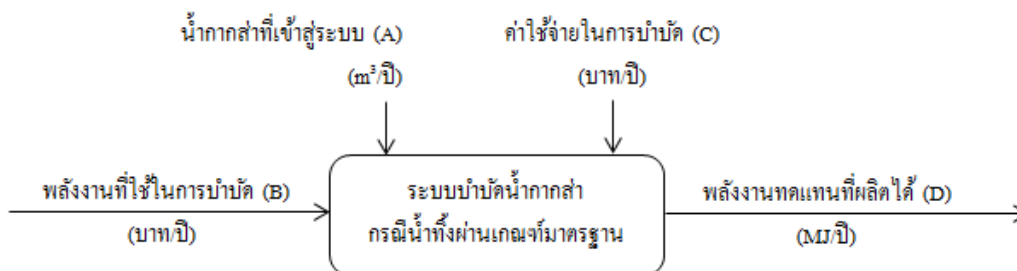 น้ำกากส่าที่เข้าสู่ระบบ (A)
(m³/ปี)
ค่าใช้จ่ายในการบำบัด (C)
(บาท/ปี)
พลังงานที่ใช้ในการบำบัด (B)
(บาท/ปี)
ระบบบำบัดน้ำกากส่า
กรณีน้ำทิ้งผ่านเกณฑ์มาตรฐาน
พลังงานทดแทนที่ผลิตได้ (D)
(MJ/ปี)